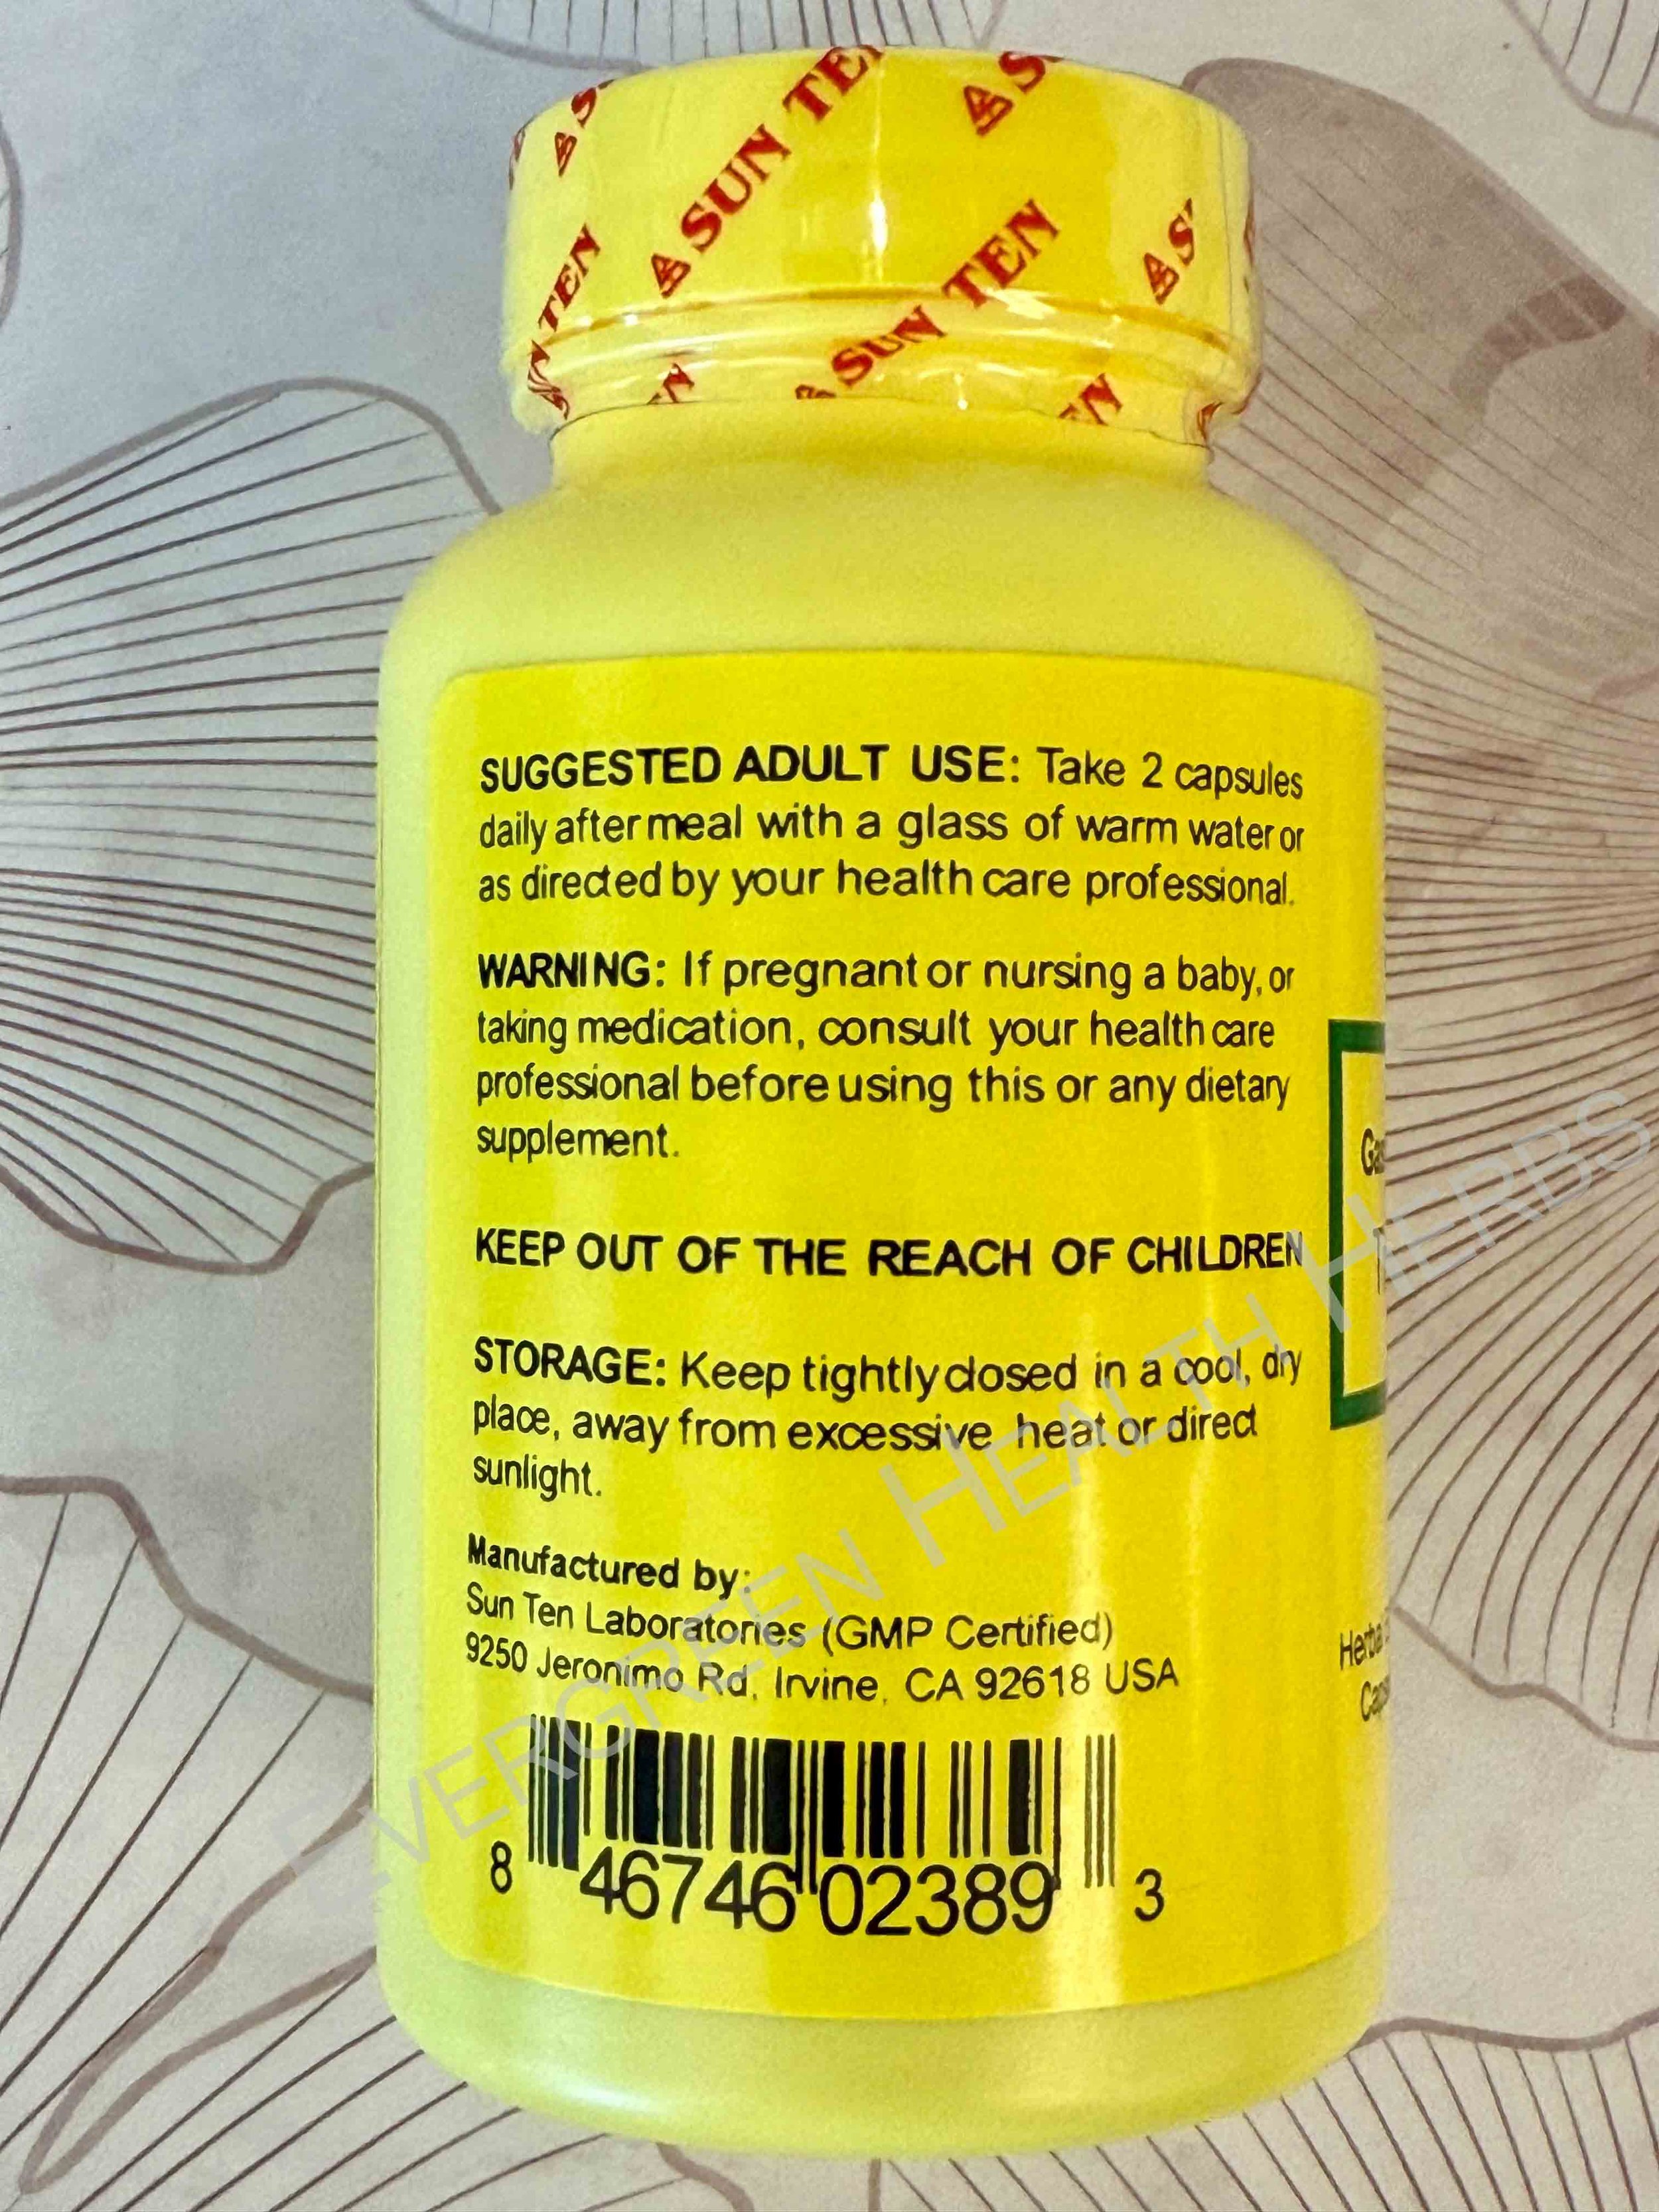 SUN TEN
SUN TEN
TEN
SUGGESTED ADULT USE: Take 2 capsules
daily after meal with a glass of warm water or
as directed by your health care professional.
WARNING: If pregnant or nursing a baby, or
taking medication, consult your health care
professional before using this or any dietary
supplement.
KEEP OUT OF THE REACH OF CHILDREN
STORAGE: Keep tightly closed in a cool, dry
place, away from excessive heat or direct
sunlight.
Manufactured by:
Sun Ten Laboratories (GMP Certified)
9250 Jeronimo Rd, Irvine, CA 92618 USA
8 46746 02389 3
EVERGREEN HEALTH HERBS